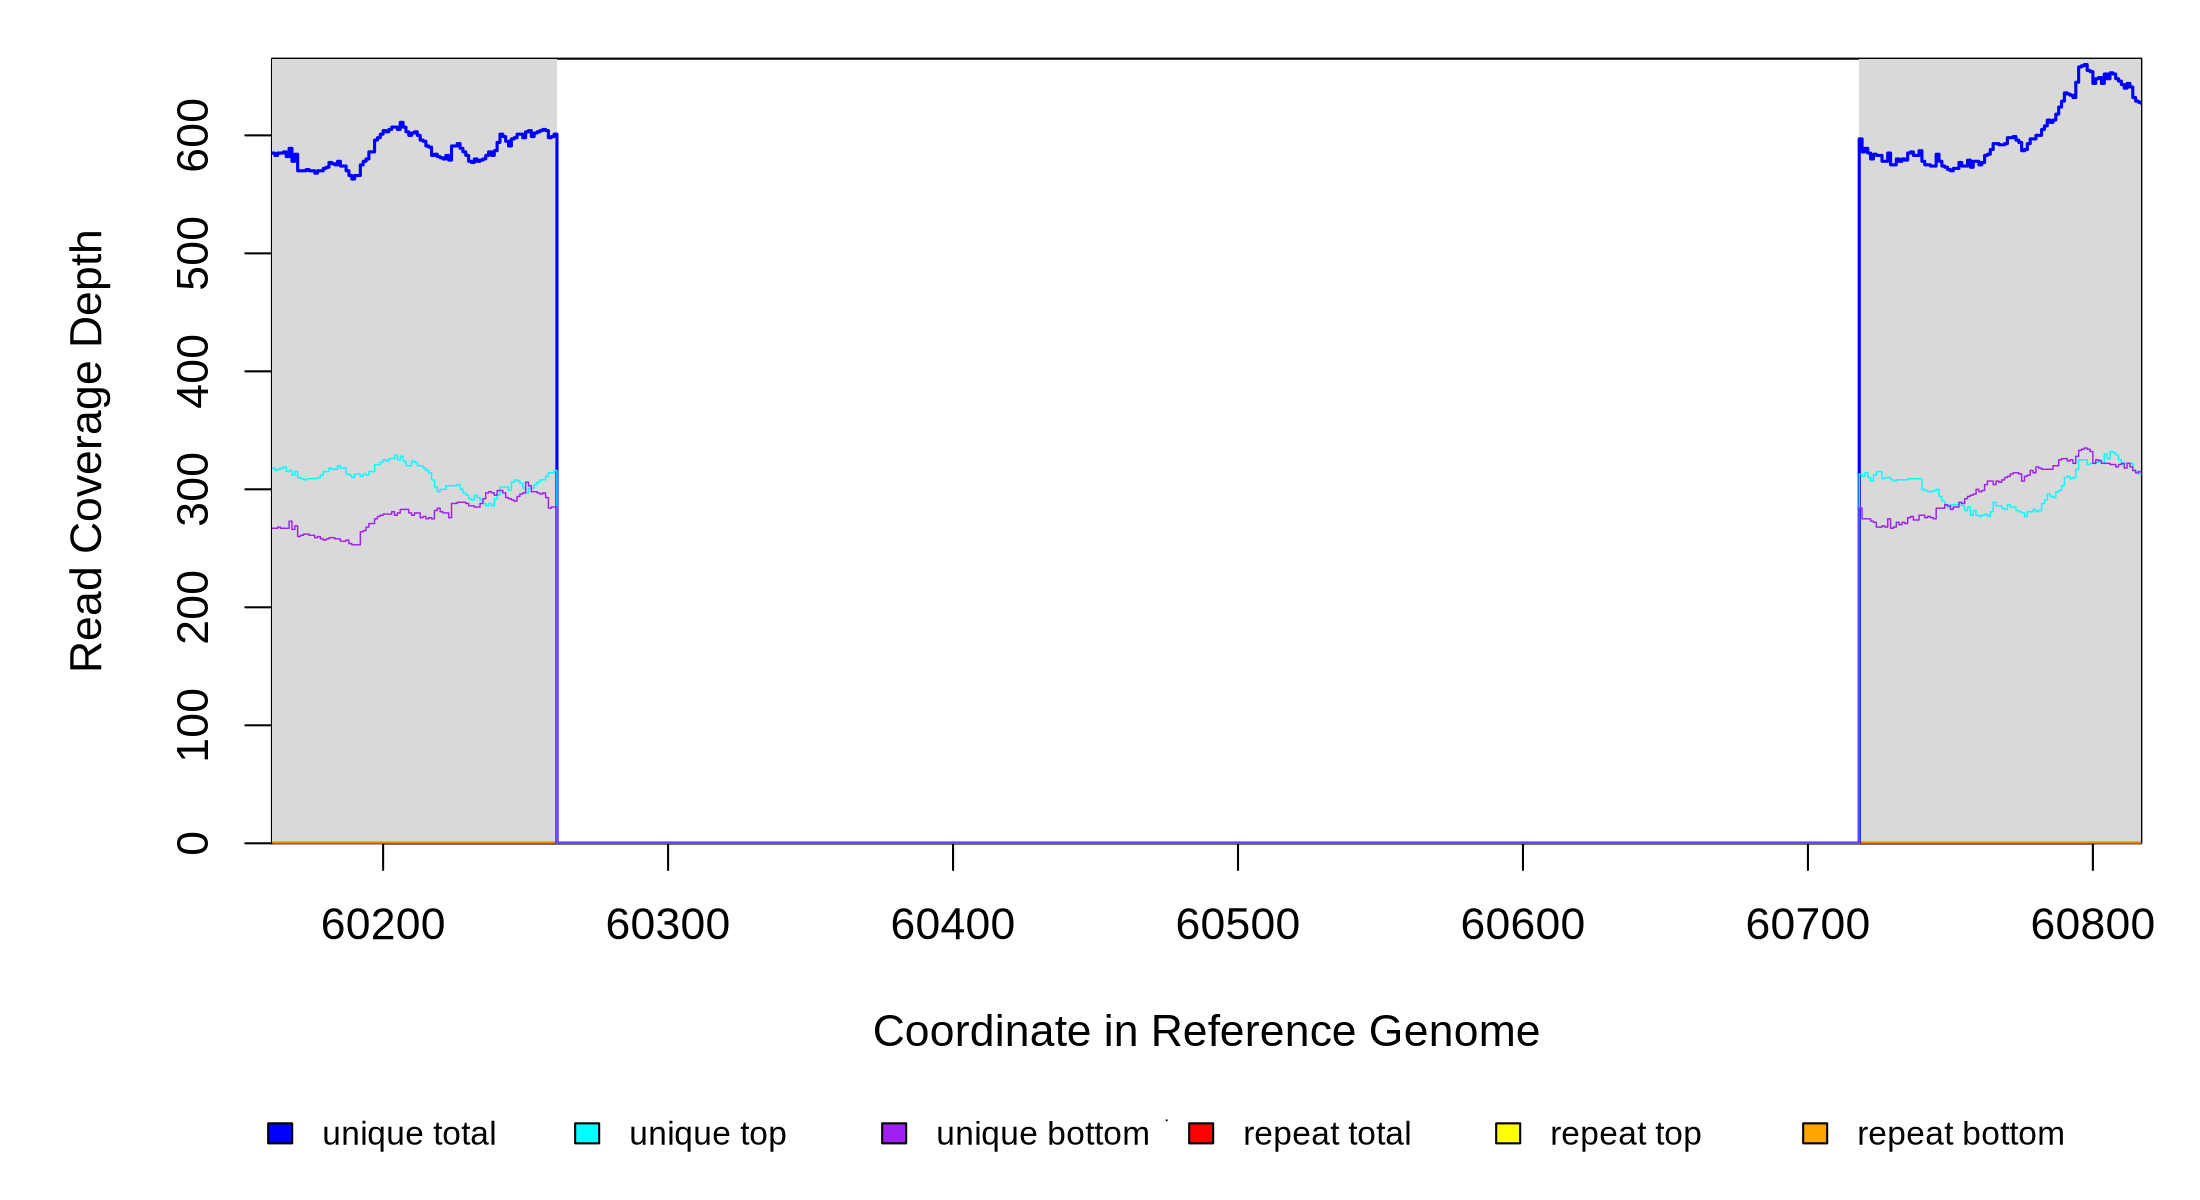 Read Coverage Depth
600
500
400
300
200
100
0
60200 60300 60400 60500 60600 60700 60800
Coordinate in Reference Genome
unique total unique top unique bottom repeat total repeat top repeat bottom